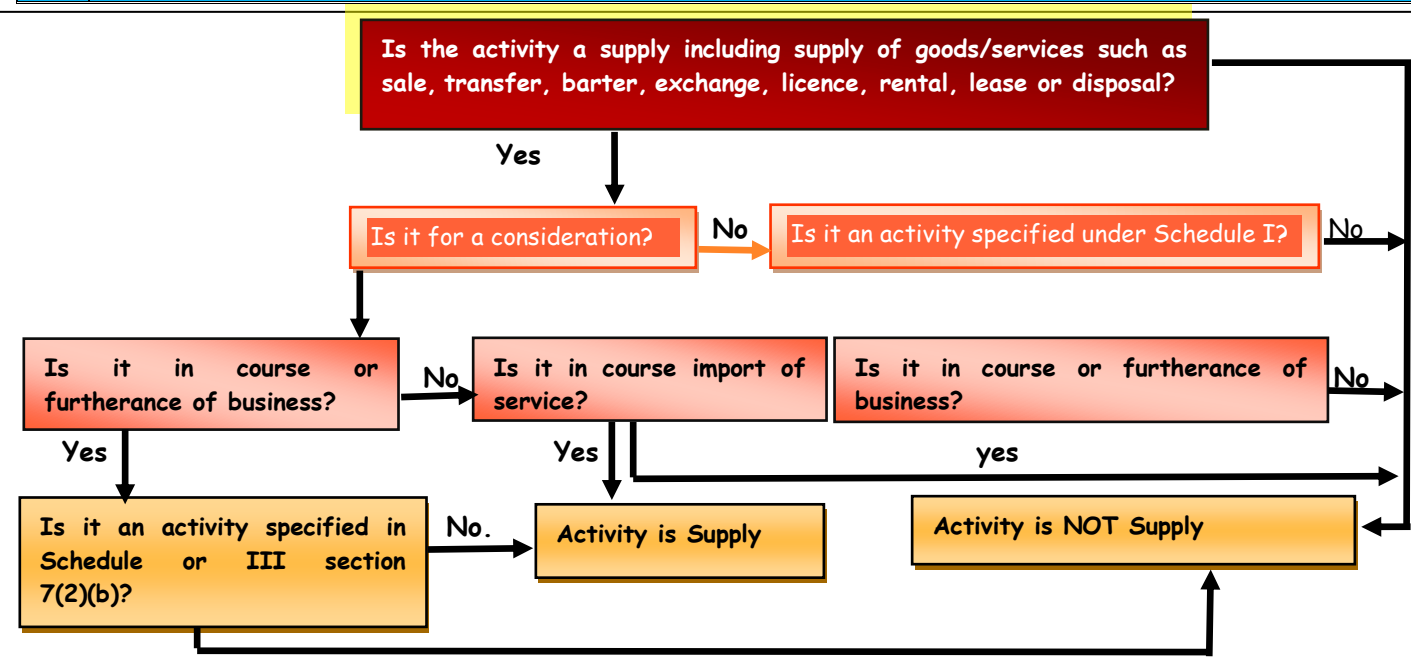 Is the activity a supply including supply of goods/services such as
sale, transfer, barter, exchange, licence, rental, lease or disposal?
Yes
Is it for a consideration?
No
Is it an activity specified under Schedule I?
No
Is it in course or
furtherance of business?
No
Is it in course import of
service?
Is it in course or furtherance of
business?
No
Yes
Yes
yes
Is it an activity specified in
Schedule or III section
7(2)(b)?
No.
Activity is Supply
Activity is NOT Supply